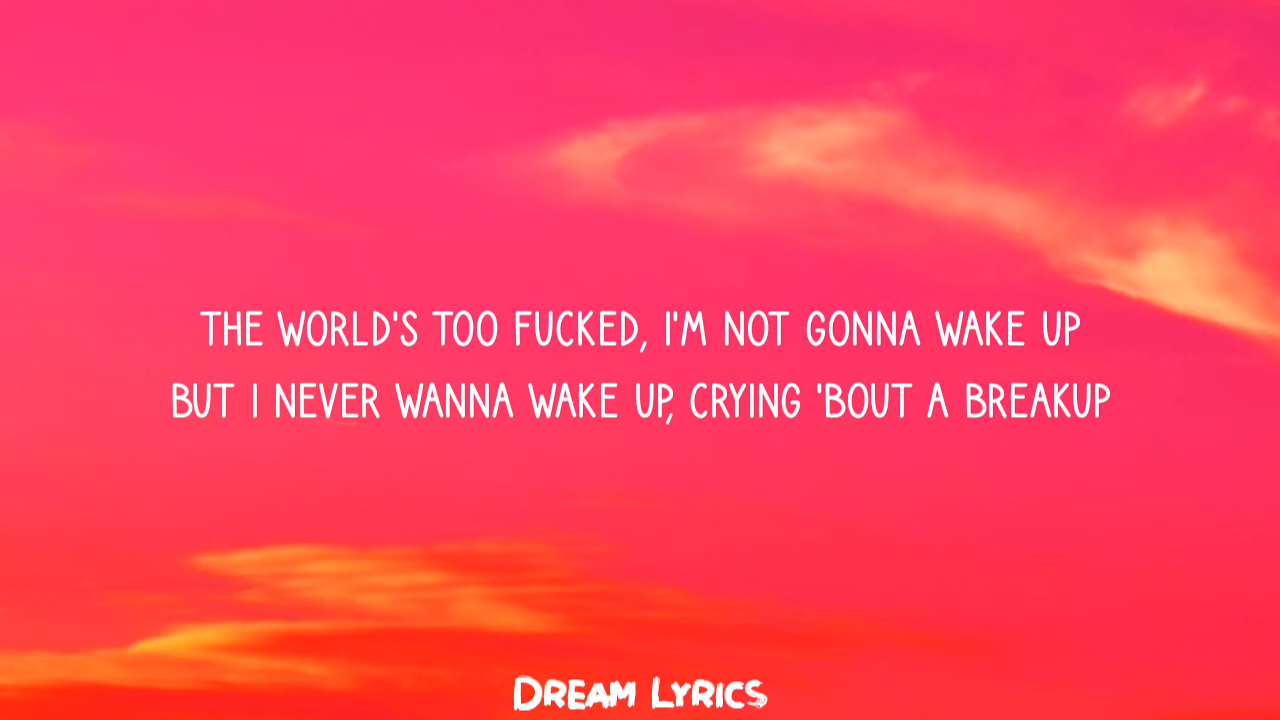 THE WORLD'S TOO FUCKED, I'M NOT GONNA WAKE UP
BUT I NEVER WANNA WAKE UP, CRYING 'BOUT A BREAKUP
DREAM LYRICS